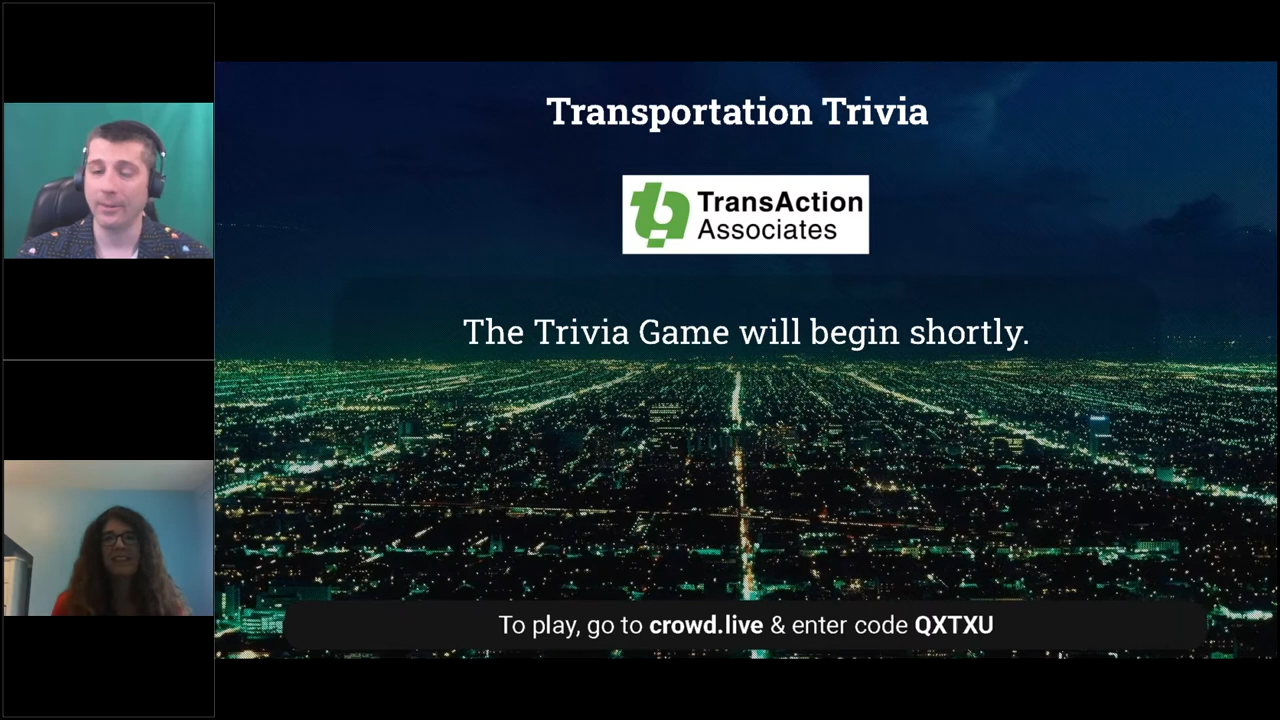 Transportation Trivia
TransAction
Associates
The Trivia Game will begin shortly.
To play, go to crowd.live & enter code QXTXU